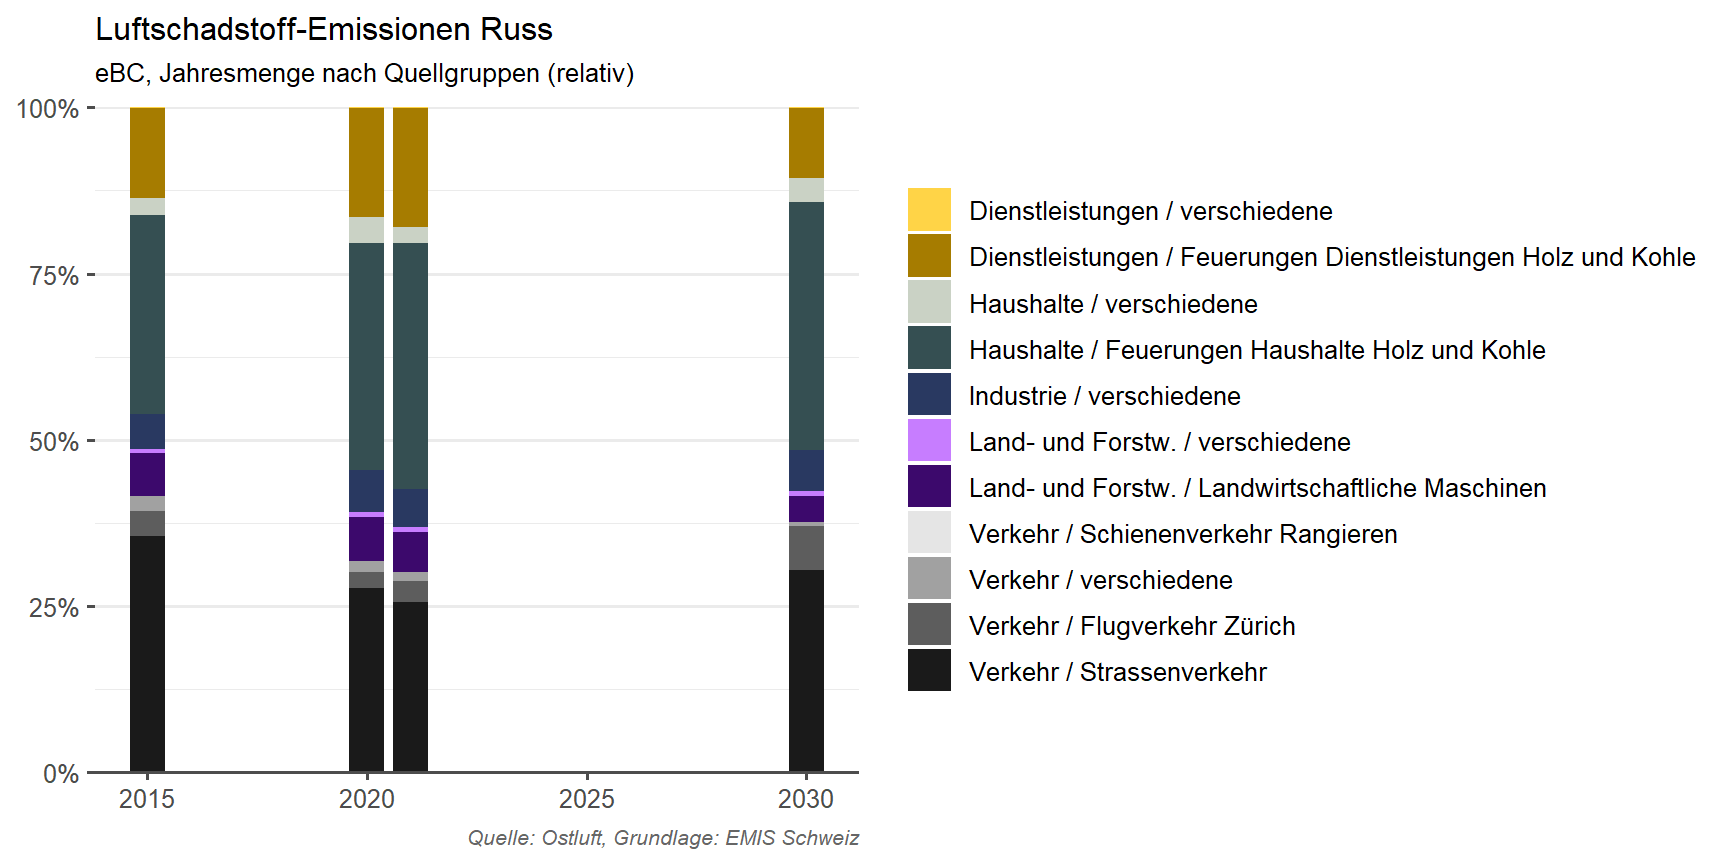 Luftschadstoff-Emissionen Russ
eBC, Jahresmenge nach Quellgruppen (relativ)
100%
75%
50%
25%
0%
2015
2020
2025
2030
Dienstleistungen / verschiedene
Dienstleistungen / Feuerungen Dienstleistungen Holz und Kohle
Haushalte / verschiedene
Haushalte / Feuerungen Haushalte Holz und Kohle
Industrie / verschiedene
Land- und Forstw. / verschiedene
Land- und Forstw. / Landwirtschaftliche Maschinen
Verkehr / Schienenverkehr Rangieren
Verkehr / verschiedene
Verkehr / Flugverkehr Zürich
Verkehr / Strassenverkehr
Quelle: Ostluft, Grundlage: EMIS Schweiz